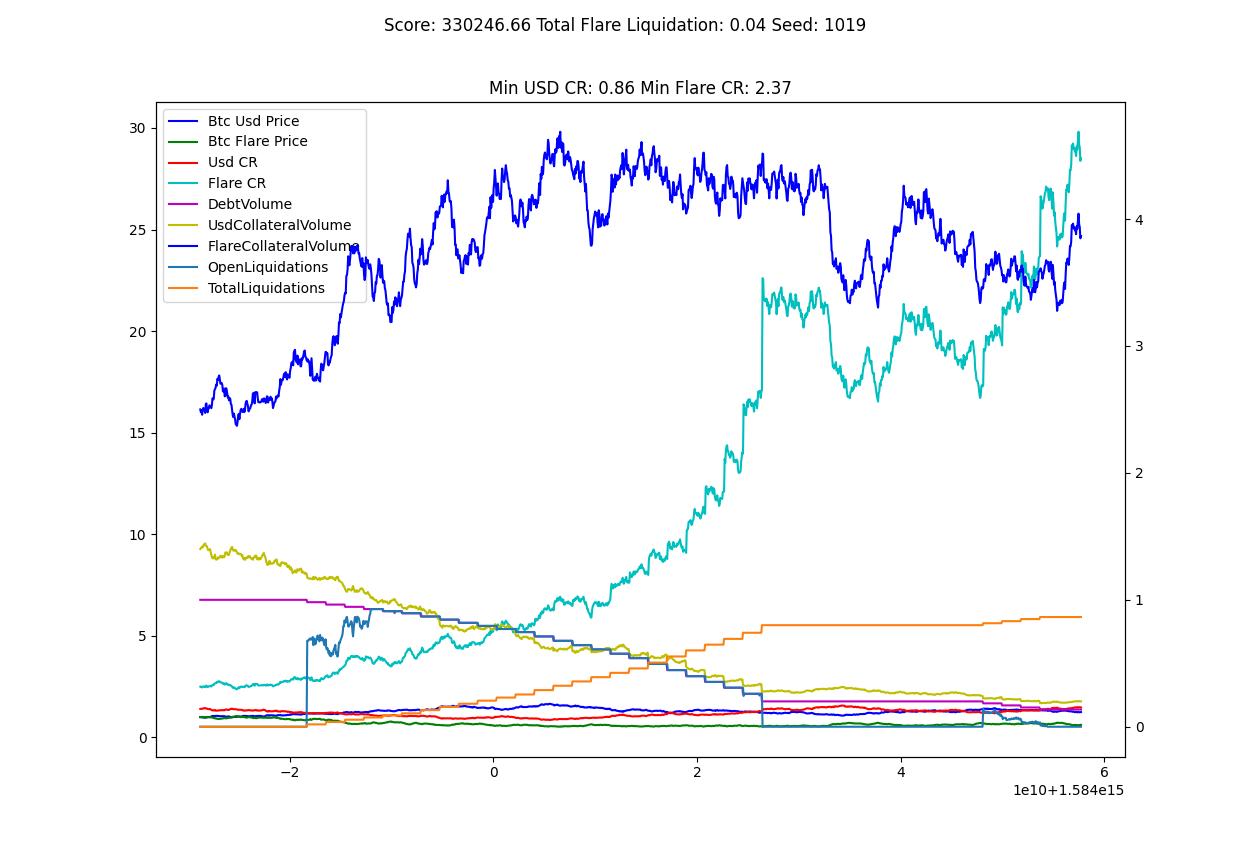 Score: 330246.66 Total Flare Liquidation: 0.04 Seed: 1019
Min USD CR: 0.86 Min Flare CR: 2.37
Btc Usd Price
Btc Flare Price
Usd CR
Flare CR
DebtVolume
UsdCollateralVolume
FlareCollateralVolume
OpenLiquidations
TotalLiquidations
30
25
20
15
10
5
0
4
3
2
1
0
−2
0
2
4
6
1e10+1.584e15